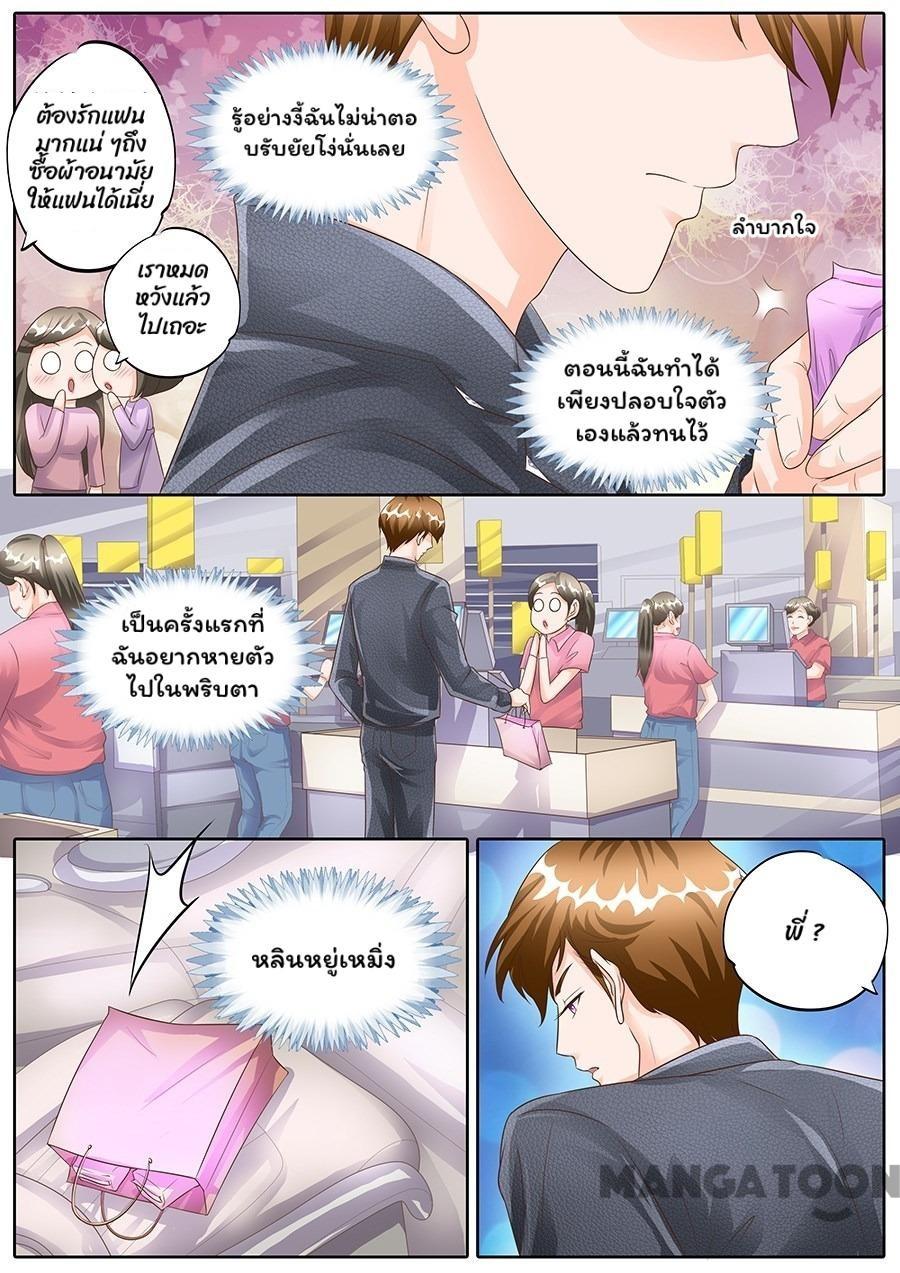 ต้องรักแฟน
มากแน่ ๆถึง
ซื้อผ้าอนามัย
ให้แฟนได้เนี่ย
รู้อย่างงี้ฉันไม่น่าตอ
บรับยัยโง่นั่นเลย
ลำบากใจ
เราหมด
หวังแล้ว
ไปเถอะ
ตอนนี้ฉันทำได้
เพียงปลอบใจตัว
เองแล้วทนไว้
เป็นครั้งแรกที่
ฉันอยากหายตัว
ไปในพริบตา
หลินหยู่เหมิ่ง
พี่ ?
MANGATOON